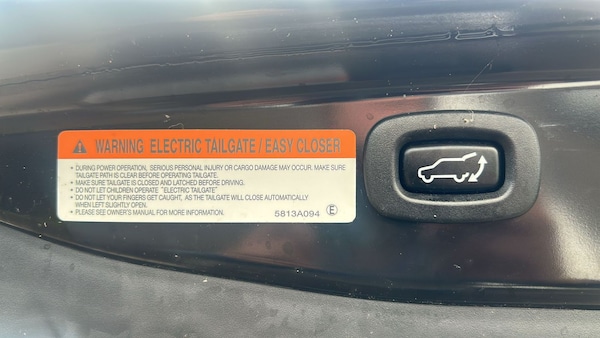 WARNING ELECTRIC TAILGATE / EASY CLOSER
• DURING POWER OPERATION, SERIOUS PERSONAL INJURY OR CARGO DAMAGE MAY OCCUR. MAKE SURE
TAILGATE PATH IS CLEAR BEFORE OPERATING TAILGATE.
• MAKE SURE TAILGATE IS CLOSED AND LATCHED BEFORE DRIVING.
• DO NOT LET CHILDREN OPERATE "ELECTRIC TAILGATE"
• DO NOT LET YOUR FINGERS GET CAUGHT, AS THE TAILGATE WILL CLOSE AUTOMATICALLY
WHEN LEFT SLIGHTLY OPEN.
• PLEASE SEE OWNER'S MANUAL FOR MORE INFORMATION. 5813A094 Ⓔ